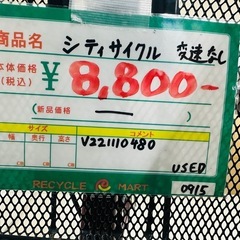 商品名 シティサイクル 変速なし
本体価格(税込) ¥8,800-
(新品価格) —
サイズ コメント
幅 奥行 高さ V221110480
CM CM CM USED
RECYCLE MART 0915